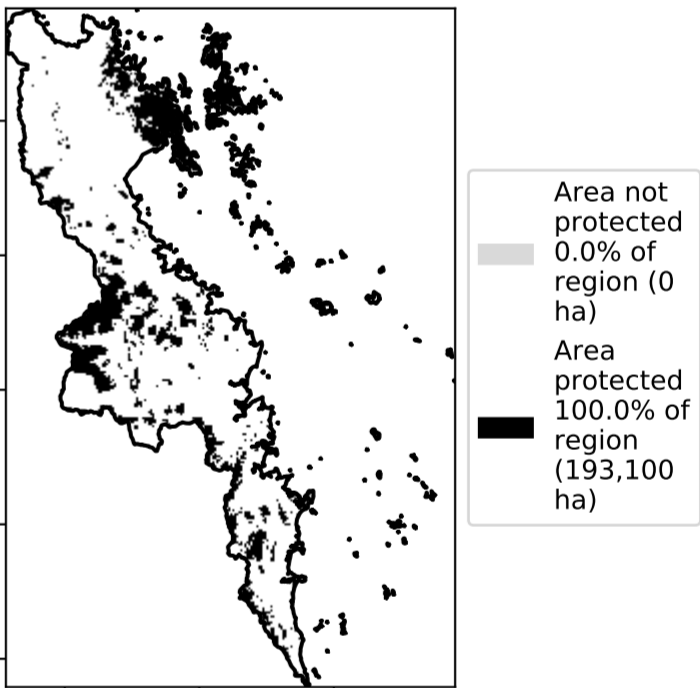 Area not
protected
0.0% of
region (0
ha)
Area
protected
100.0% of
region
(193,100
ha)